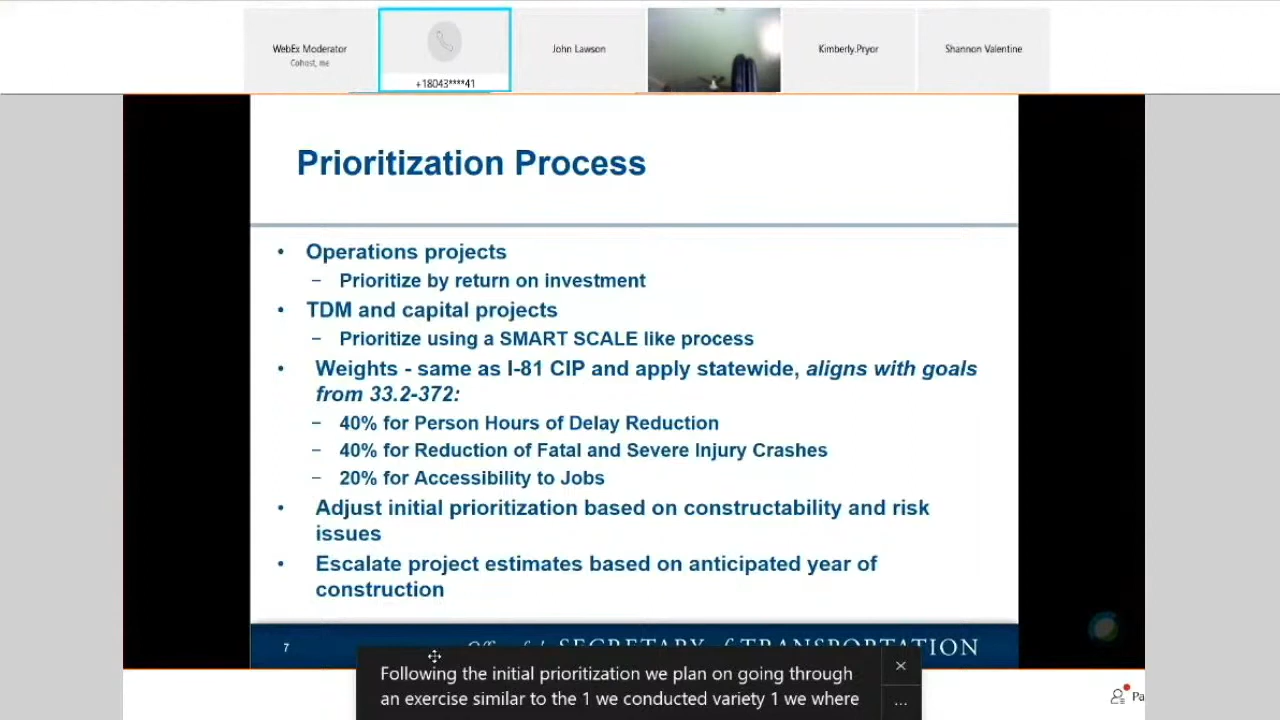 WebEx Moderator
Cohost, me
+18043****41
John Lawson
Kimberly.Pryor
Shannon Valentine
Prioritization Process
• Operations projects
– Prioritize by return on investment
• TDM and capital projects
– Prioritize using a SMART SCALE like process
• Weights - same as I-81 CIP and apply statewide, aligns with goals
from 33.2-372:
– 40% for Person Hours of Delay Reduction
– 40% for Reduction of Fatal and Severe Injury Crashes
– 20% for Accessibility to Jobs
• Adjust initial prioritization based on constructability and risk
issues
• Escalate project estimates based on anticipated year of
construction
7
SECRETARY of TRANSPORTATION
Following the initial prioritization we plan on going through
an exercise similar to the 1 we conducted variety 1 we where
Pa